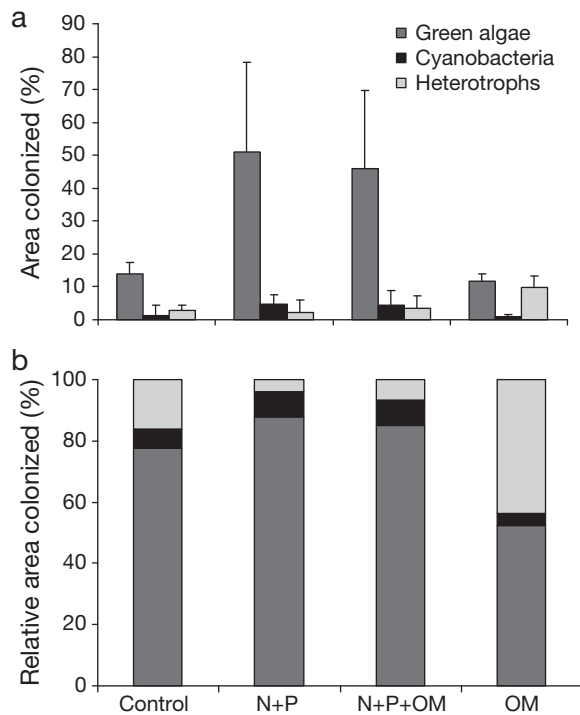 a
90
80
70
60
50
40
30
20
10
0
Area colonized (%)
Green algae
Cyanobacteria
Heterotrophs
b
100
80
60
40
20
0
Relative area colonized (%)
Control N+P N+P+OM OM